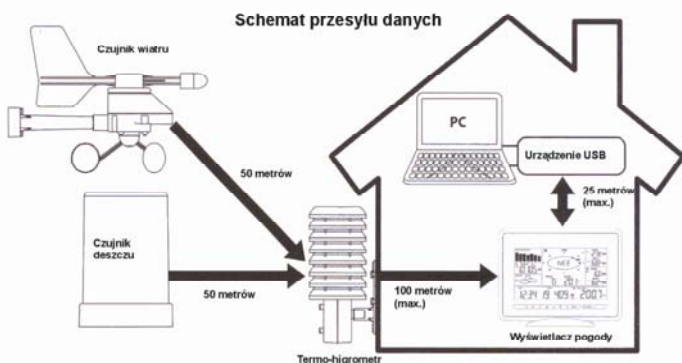 Schemat przesyłu danych
Czujnik wiatru
PC
Urządzenie USB
50 metrów
25 metrów
(max.)
Czujnik
deszczu
50 metrów
100 metrów
(max.)
Wyświetlacz pogody
Termo-higrometr